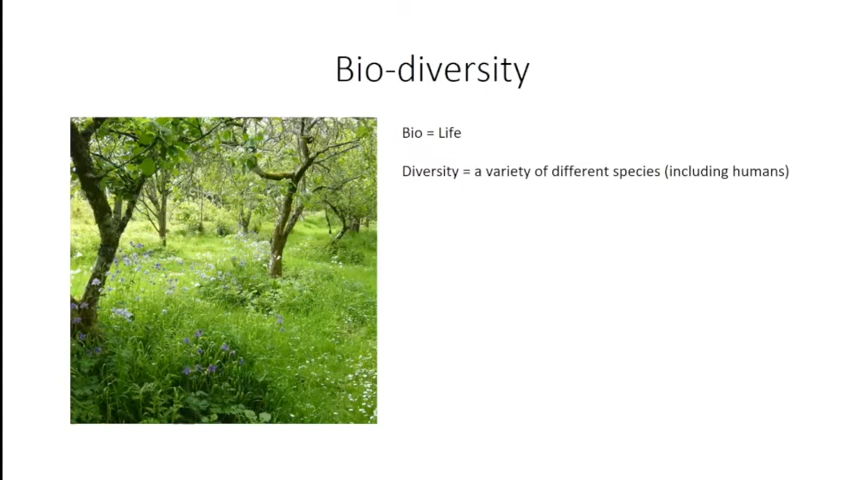 Bio-diversity
Bio = Life
Diversity = a variety of different species (including humans)